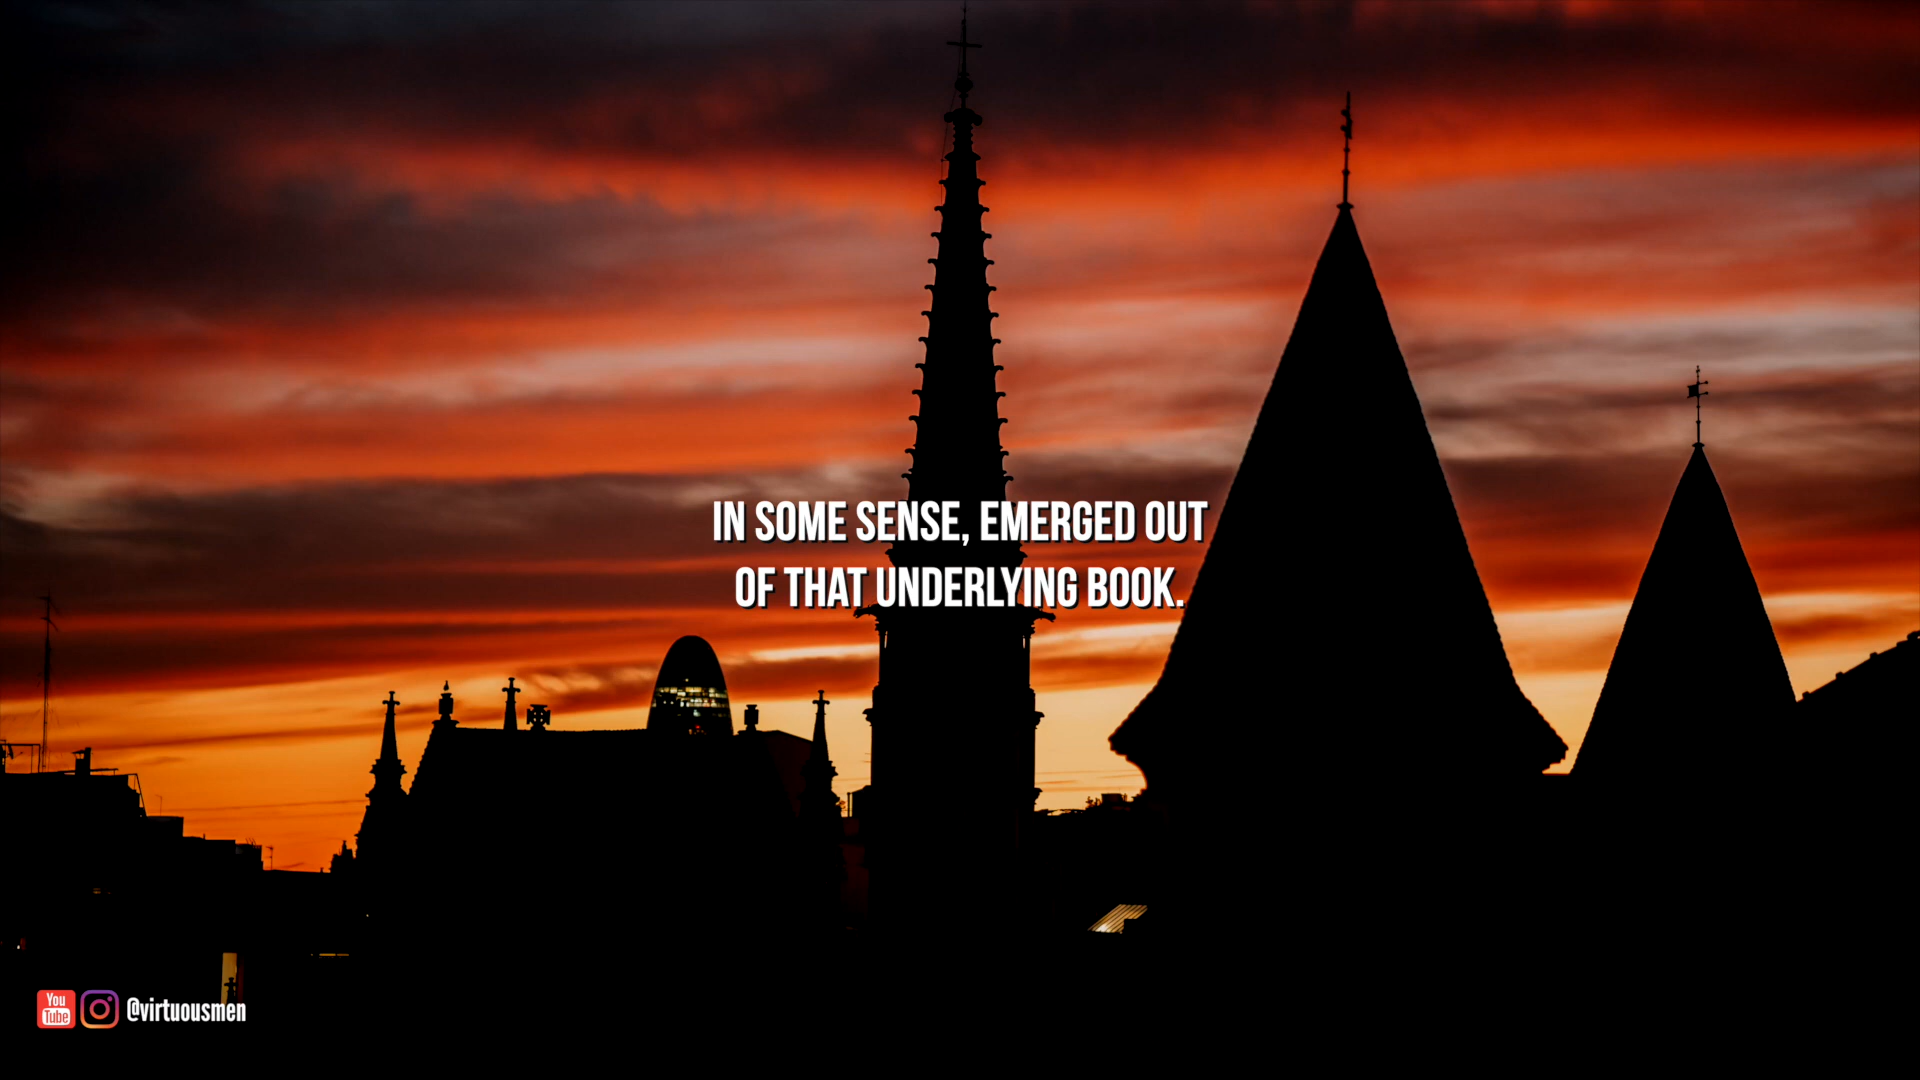 IN SOME SENSE, EMERGED OUT
OF THAT UNDERLYING BOOK.
You
Tube
@virtuousmen